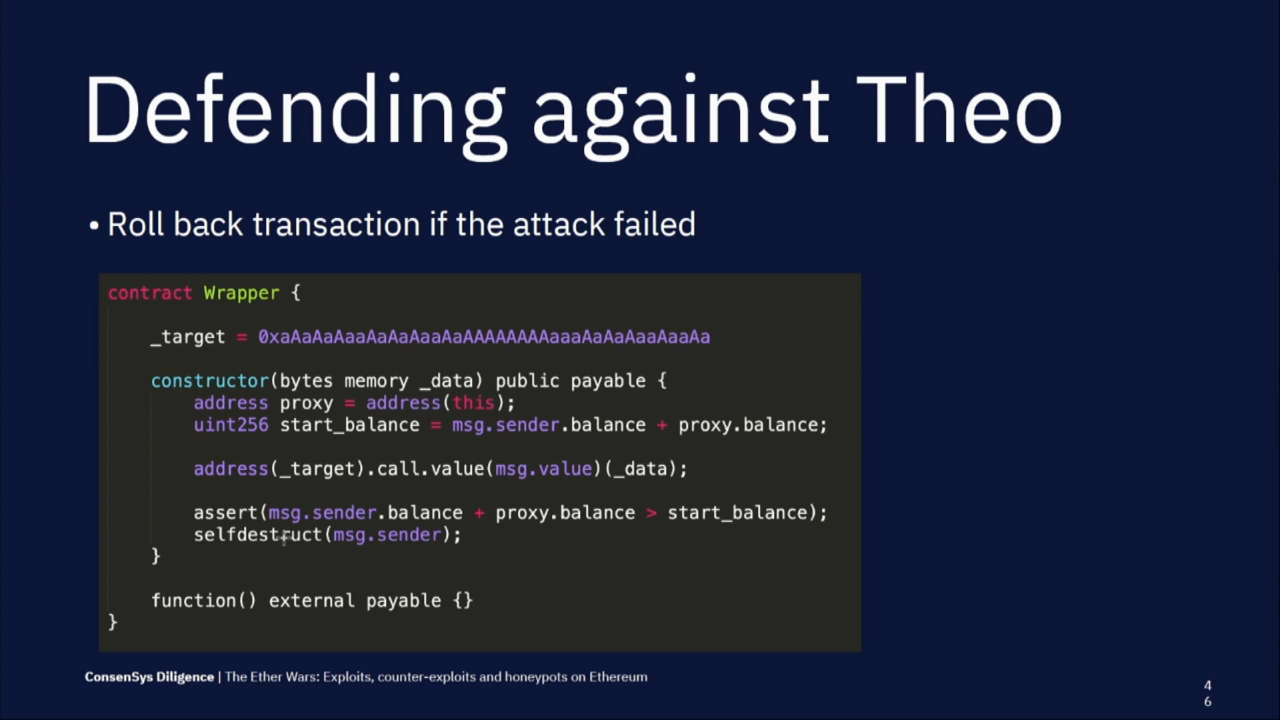 Defending against Theo
• Roll back transaction if the attack failed
contract Wrapper {
_target = 0xaAaAaAaaAaAaAaaAaAAAAAAAAaaaAaAaAaaAaaAa
constructor(bytes memory _data) public payable {
address proxy = address(this);
uint256 start_balance = msg.sender.balance + proxy.balance;
address(_target).call.value(msg.value)(_data);
assert(msg.sender.balance + proxy.balance > start_balance);
selfdestruct(msg.sender);
}
function() external payable {}
}
ConsenSys Diligence | The Ether Wars: Exploits, counter-exploits and honeypots on Ethereum
4
6